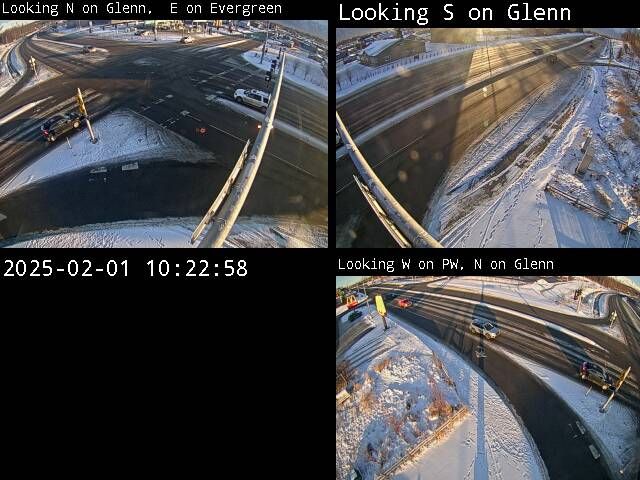 Looking N on Glenn,  E on Evergreen
Looking S on Glenn
2025-02-01 10:22:58
Looking W on PW, N on Glenn